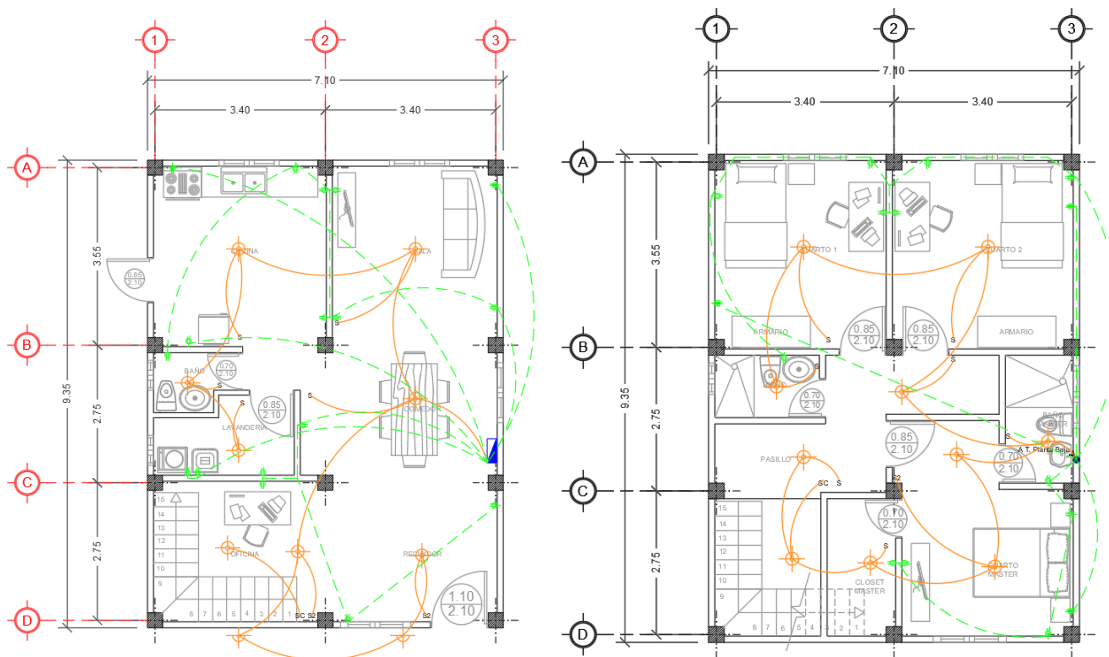 1 2 3
7.10
3.40 3.40
A
3.55
B
9.35
2.75
C
2.75
D
0.85
2.10
BAÑO
0.70
2.10
S
S
S
S
0.85
2.10
LAVANDERIA
COMEDOR
OFICINA
RECIBIDOR
15
14
13
12
11
10
9
8 7 6 5 4 3 2 1
SC S2
S2
1.10
2.10
1 2 3
7.10
3.40 3.40
A
3.55
B
9.35
2.75
C
2.75
D
CUARTO 1
CUARTO 2
ARMARIO
ARMARIO
0.85
2.10
0.85
2.10
S
S
S
0.70
2.10
0.85
2.10
S
A T. Planta Baja
0.70
2.10
PASILLO
SC S
S2
0.70
2.10
S
CLOSET
MASTER
CUARTO
MASTER
15
14
13
12
11
10
9
8 7 6 5 4 3 2 1